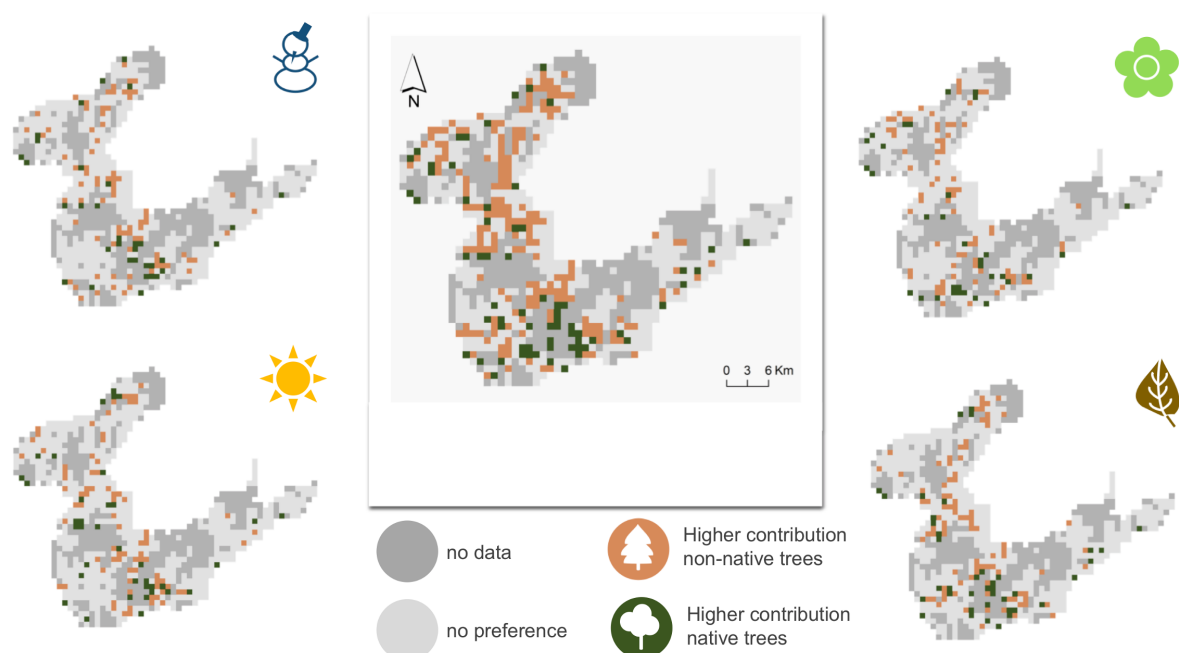 N
0 3 6 Km
no data
Higher contribution
non-native trees
no preference
Higher contribution
native trees